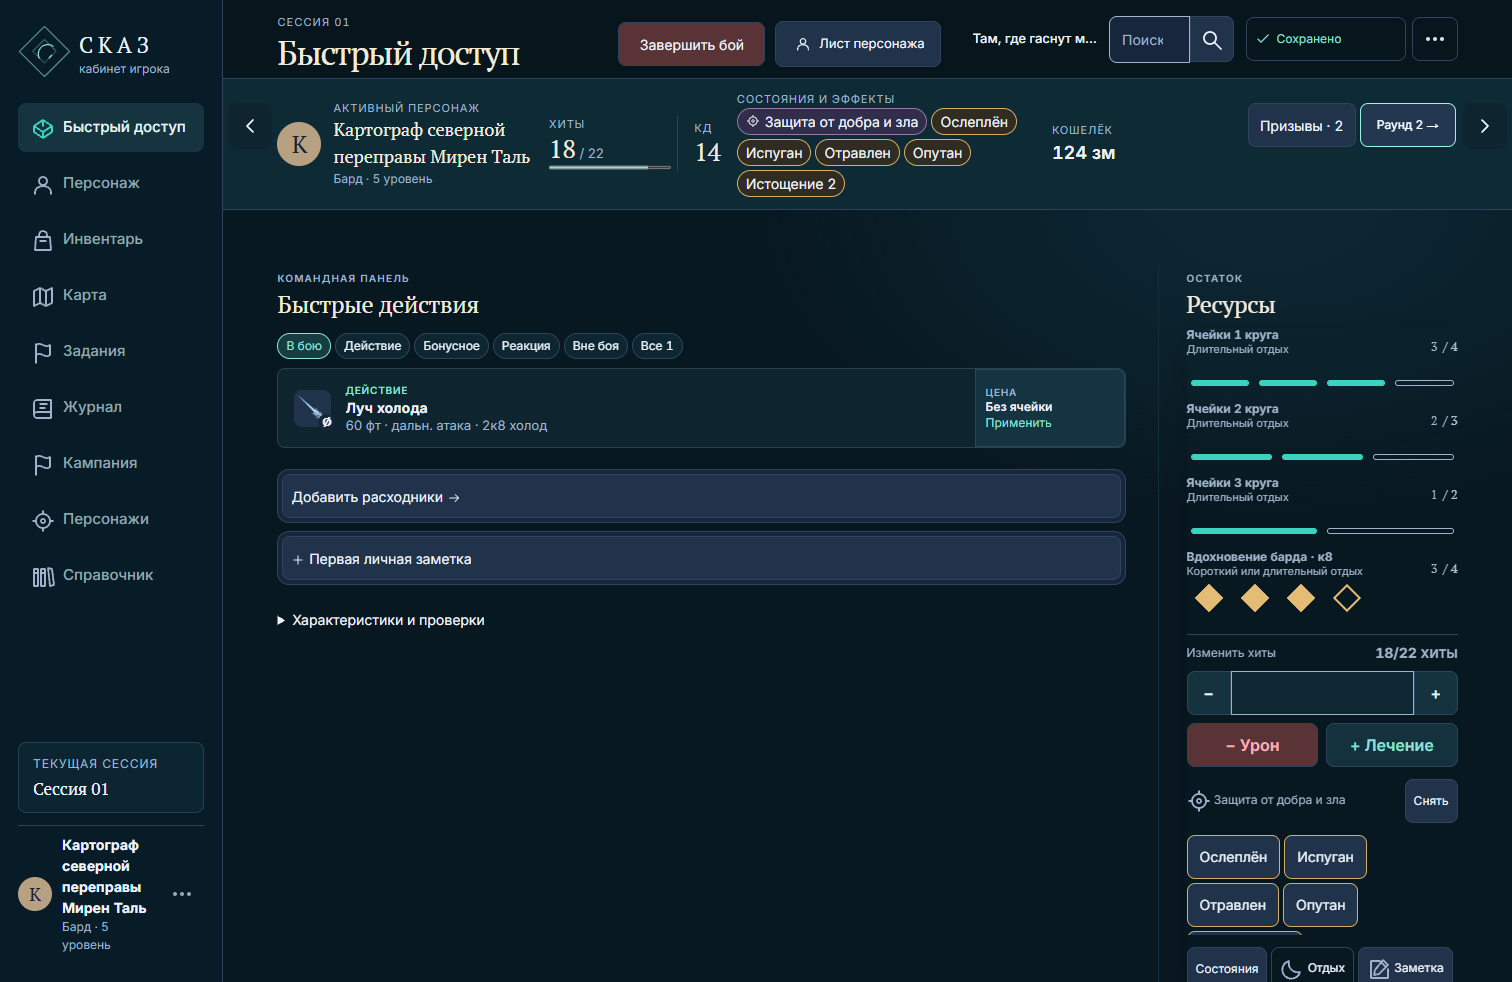 СКАЗ
кабинет игрока
Быстрый доступ
Персонаж
Инвентарь
Карта
Задания
Журнал
Кампания
Персонажи
Справочник
ТЕКУЩАЯ СЕССИЯ
Сессия 01
К
Картограф
северной
переправы
Мирен Таль
Бард · 5
уровень
СЕССИЯ 01
Быстрый доступ
Завершить бой
Лист персонажа
Там, где гаснут м...
Поиск
Сохранено
К
АКТИВНЫЙ ПЕРСОНАЖ
Картограф северной
переправы Мирен Таль
Бард · 5 уровень
ХИТЫ
18 / 22
КД
14
СОСТОЯНИЯ И ЭФФЕКТЫ
Защита от добра и зла
Ослеплён
Испуган
Отравлен
Опутан
Истощение 2
КОШЕЛЁК
124 зм
Призывы · 2
Раунд 2 →
КОМАНДНАЯ ПАНЕЛЬ
Быстрые действия
В бою
Действие
Бонусное
Реакция
Вне боя
Все 1
ДЕЙСТВИЕ
Луч холода
60 фт · дальн. атака · 2к8 холод
ЦЕНА
Без ячейки
Применить
Добавить расходники →
+ Первая личная заметка
▶ Характеристики и проверки
ОСТАТОК
Ресурсы
Ячейки 1 круга
Длительный отдых
3 / 4
Ячейки 2 круга
Длительный отдых
2 / 3
Ячейки 3 круга
Длительный отдых
1 / 2
Вдохновение барда · к8
Короткий или длительный отдых
3 / 4
Изменить хиты
18/22 хиты
−
+
− Урон
+ Лечение
Защита от добра и зла
Снять
Ослеплён
Испуган
Отравлен
Опутан
Состояния
Отдых
Заметка